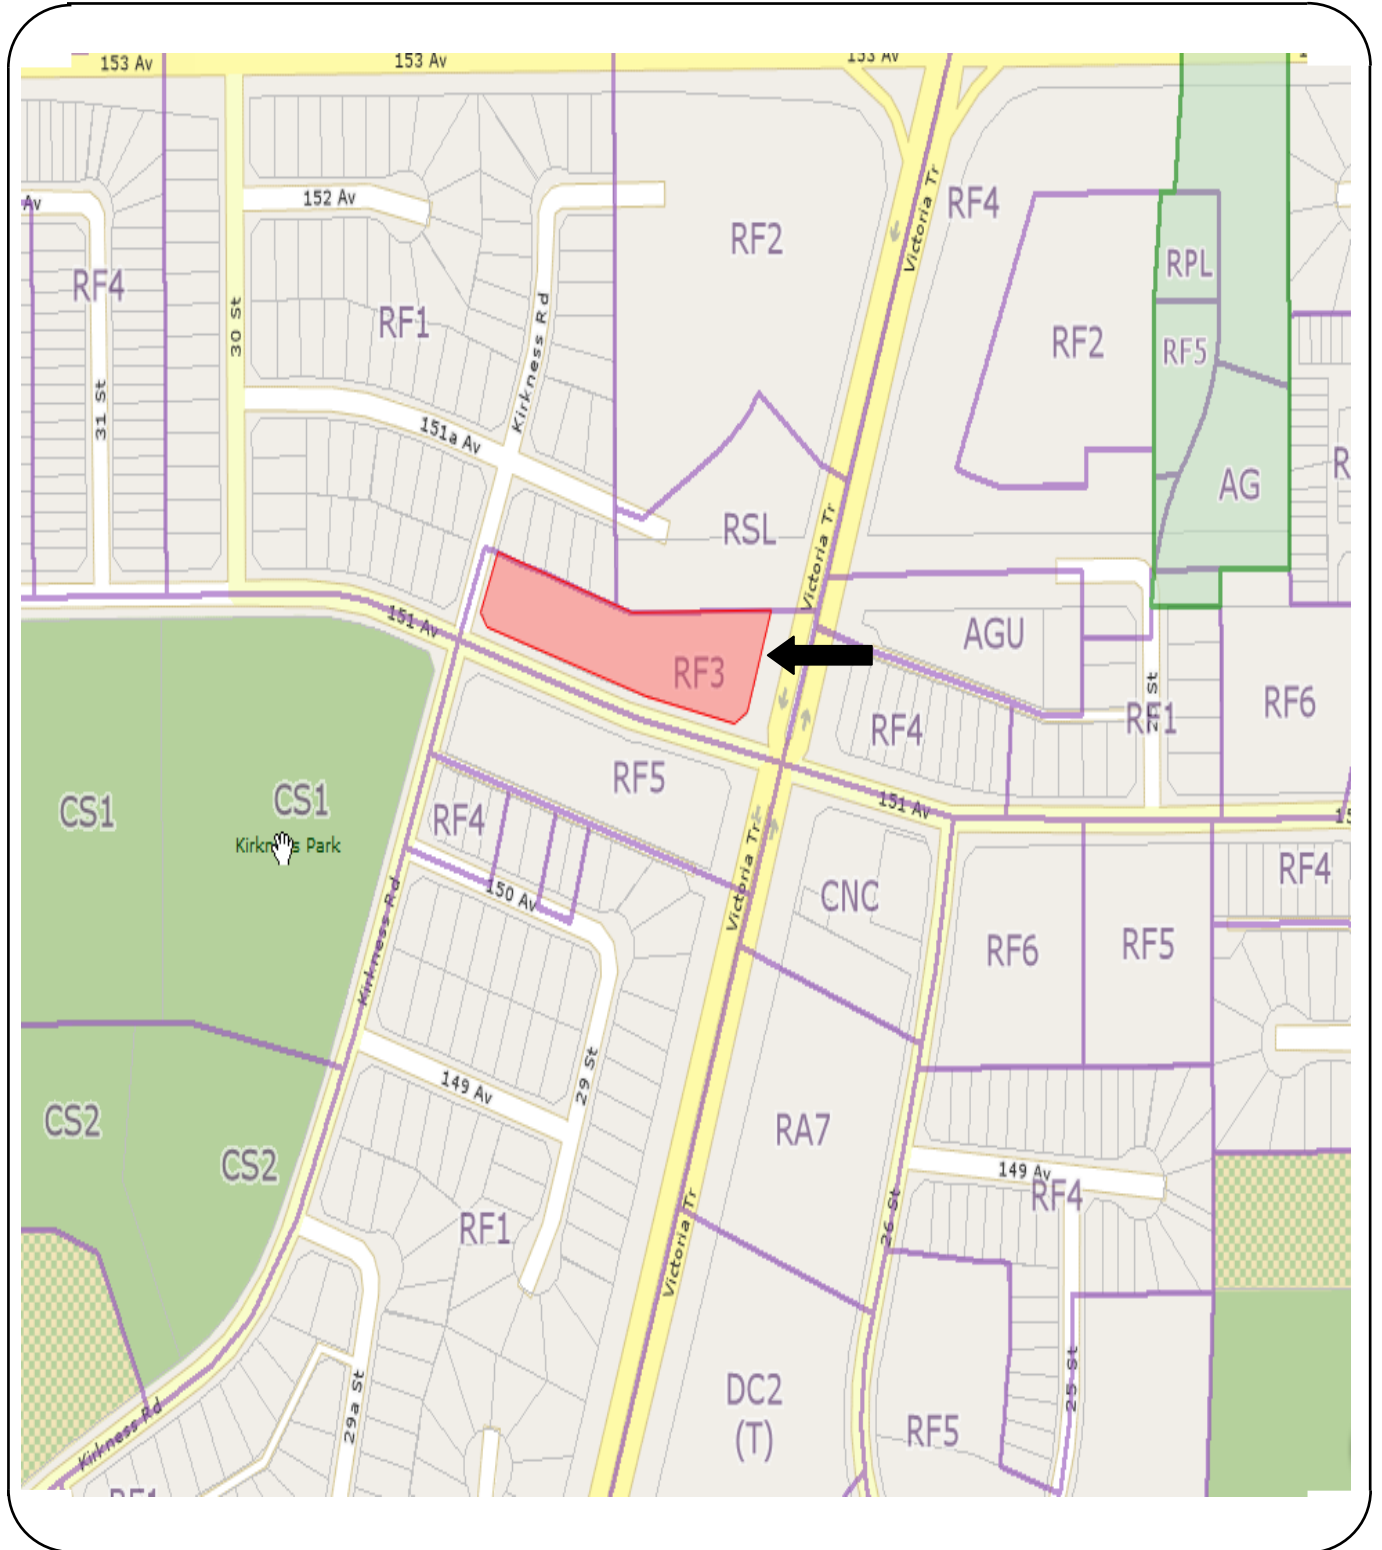 153 Av
153 Av
153 Av
Av
152 Av
RF4
RF1
30 St
31 St
Kirkness Rd
151a Av
RF2
Victoria Tr
RF4
RPL
RF5
RF2
AG
R
RSL
Victoria Tr
151 Av
RF3
AGU
RF4
RF1
RF6
RF5
151 Av
CS1
CS1
RF4
Victoria Tr
150 Av
CNC
RF4
Kirkness Rd
RF6
RF5
CS2
CS2
149 Av
29 St
RA7
149 Av
RF4
26 St
RF1
Victoria Tr
29a St
DC2
(T)
RF5
25 St
Kirkness Rd
RF1